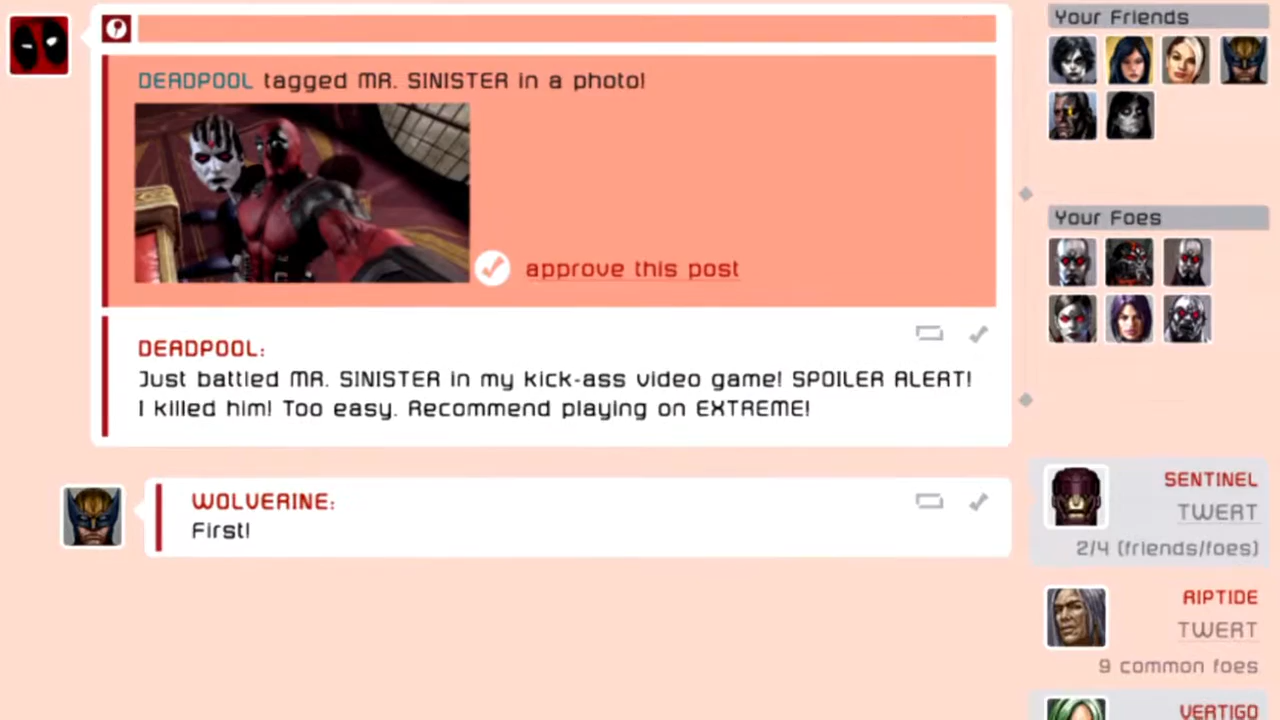 Your Friends
DEADPOOL tagged MR. SINISTER in a photo!
approve this post
Your Foes
DEADPOOL:
Just battled MR. SINISTER in my kick-ass video game! SPOILER ALERT!
I killed him! Too easy. Recommend playing on EXTREME!
WOLVERINE:
First!
SENTINEL
TWERT
2/4 (friends/foes)
RIPTIDE
TWERT
9 common foes
VERTIGO